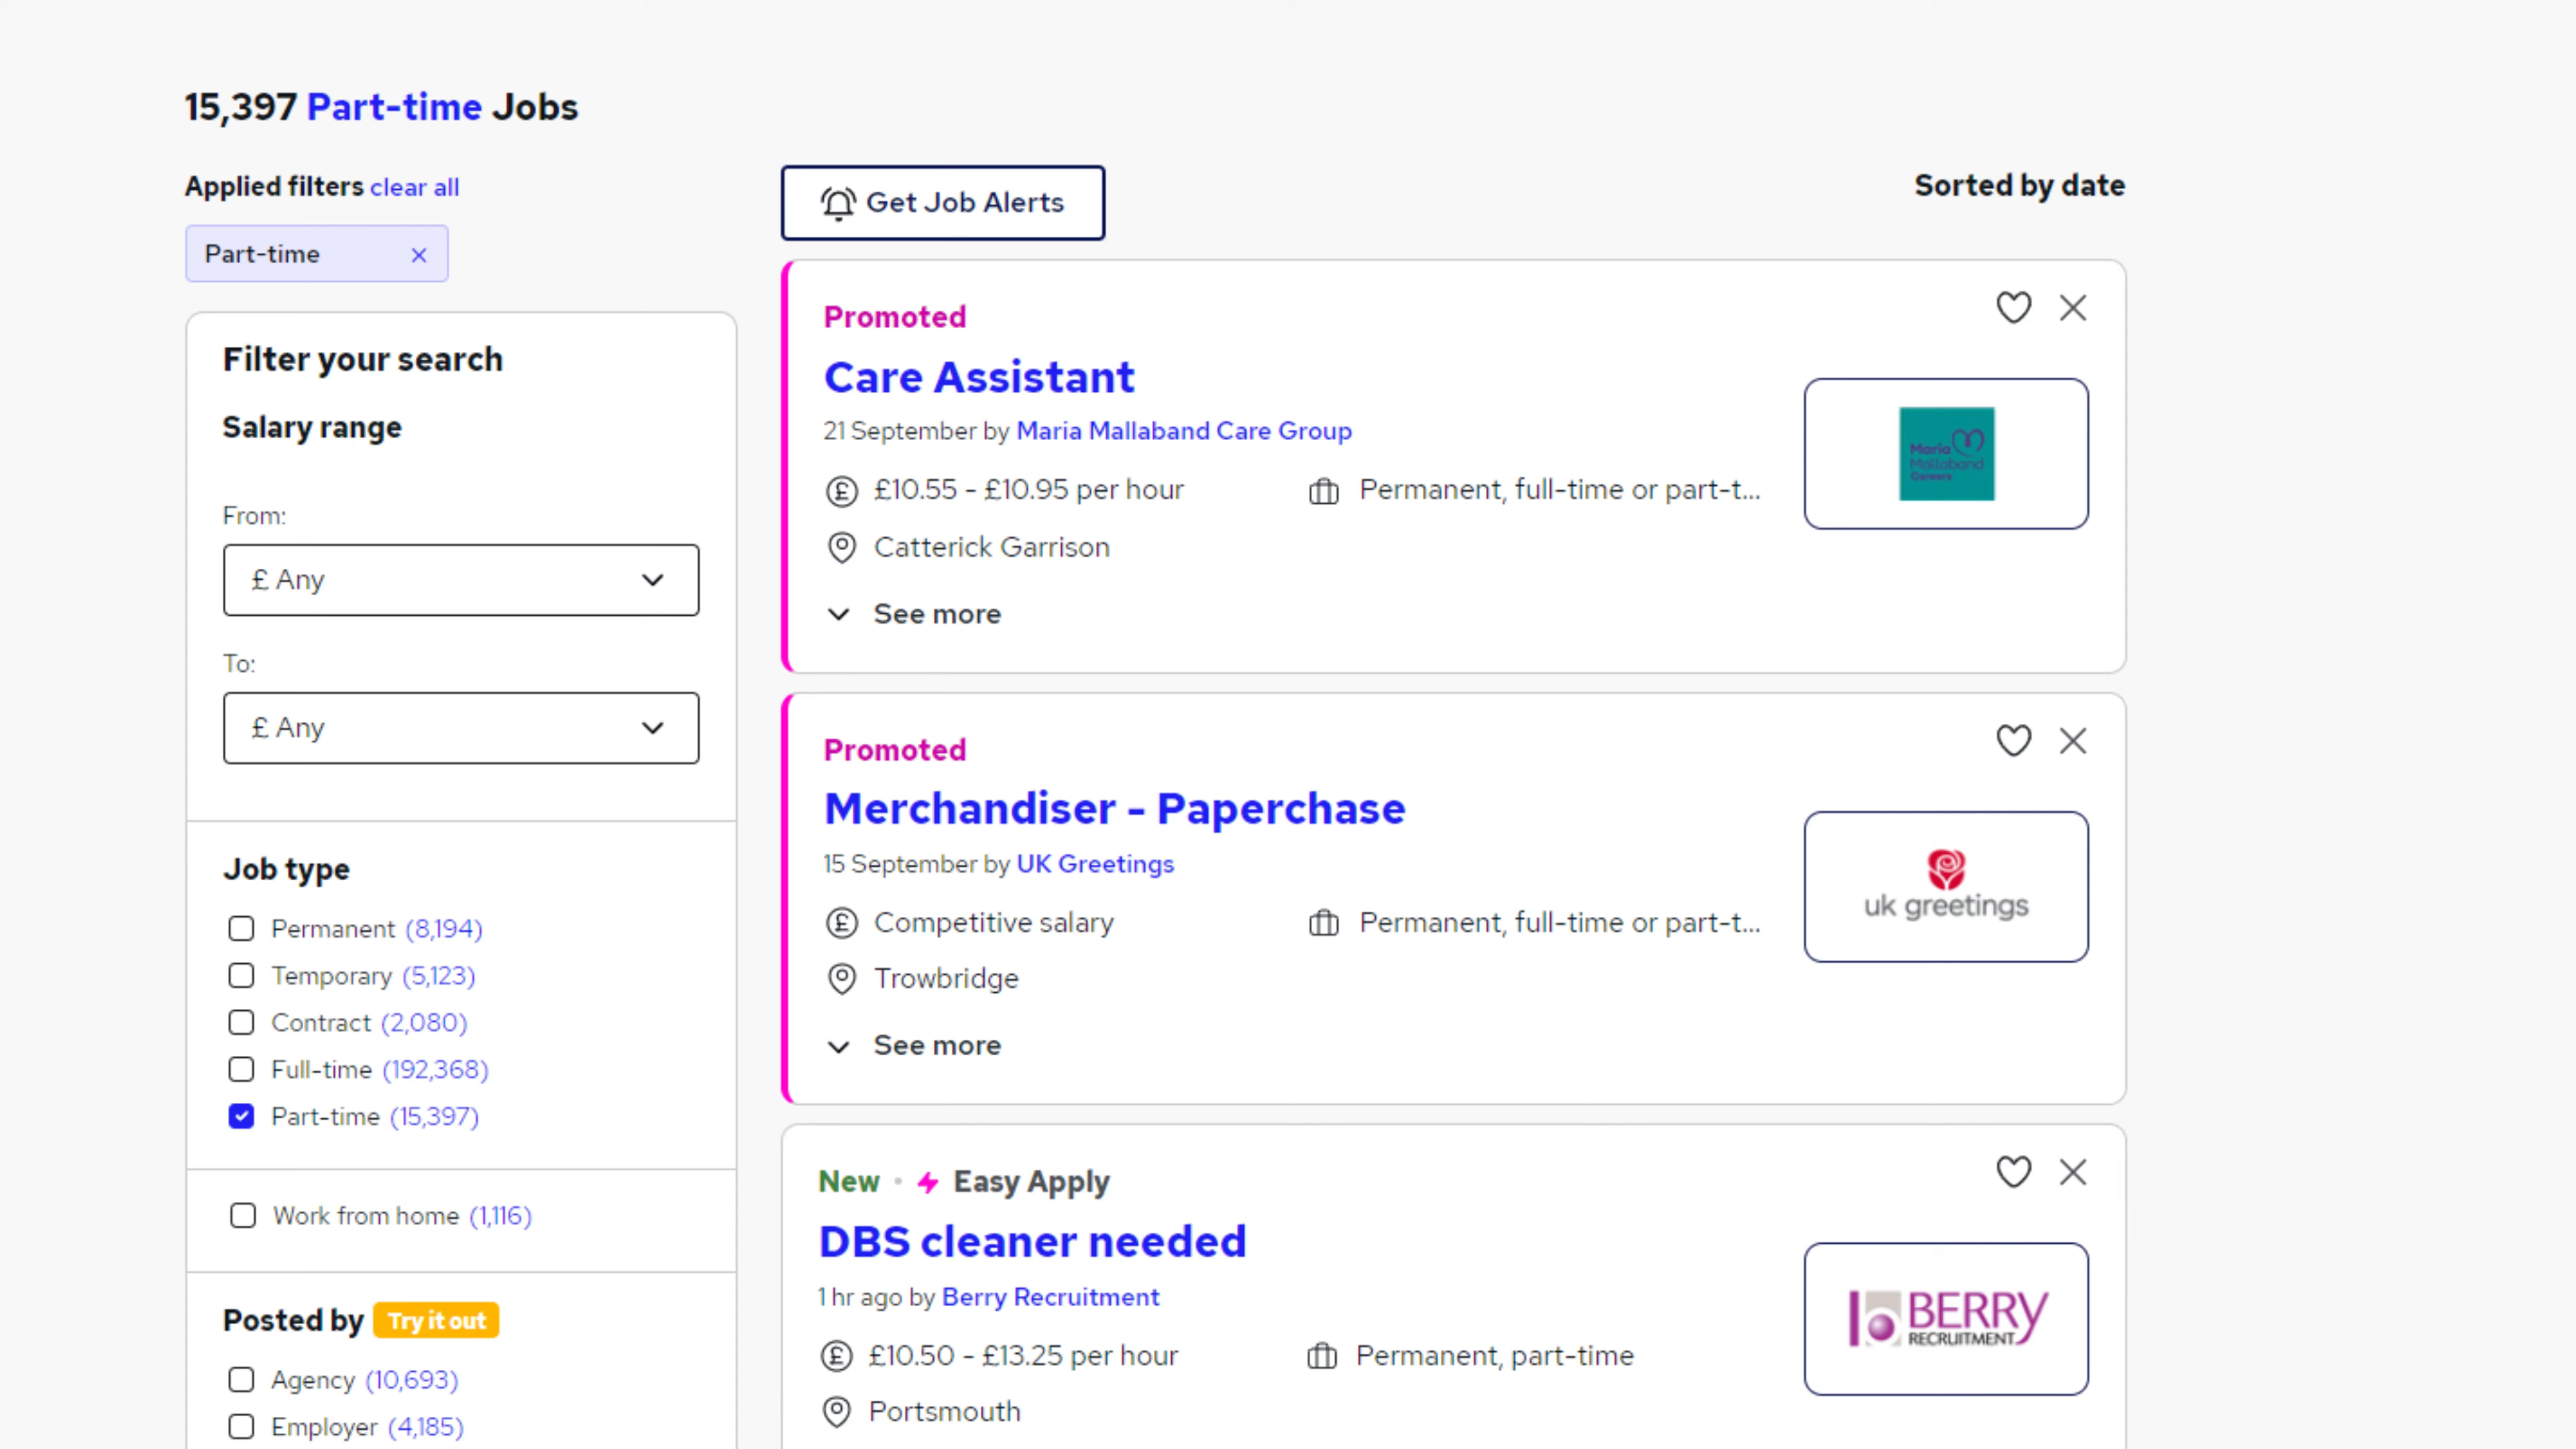 15,397 Part-time Jobs
Applied filters clear all
Part-time
Filter your search
Salary range
From:
£ Any
To:
£ Any
Job type
Permanent (8,194)
Temporary (5,123)
Contract (2,080)
Full-time (192,368)
Part-time (15,397)
Work from home (1,116)
Posted by Try it out
Agency (10,693)
Employer (4,185)
Get Job Alerts
Sorted by date
Promoted
Care Assistant
21 September by Maria Mallaband Care Group
£10.55 - £10.95 per hour
Permanent, full-time or part-t...
Catterick Garrison
See more
Maria
Mallaband
Careers
Promoted
Merchandiser - Paperchase
15 September by UK Greetings
Competitive salary
Permanent, full-time or part-t...
Trowbridge
See more
uk greetings
New • Easy Apply
DBS cleaner needed
1 hr ago by Berry Recruitment
£10.50 - £13.25 per hour
Permanent, part-time
Portsmouth
BERRY
RECRUITMENT